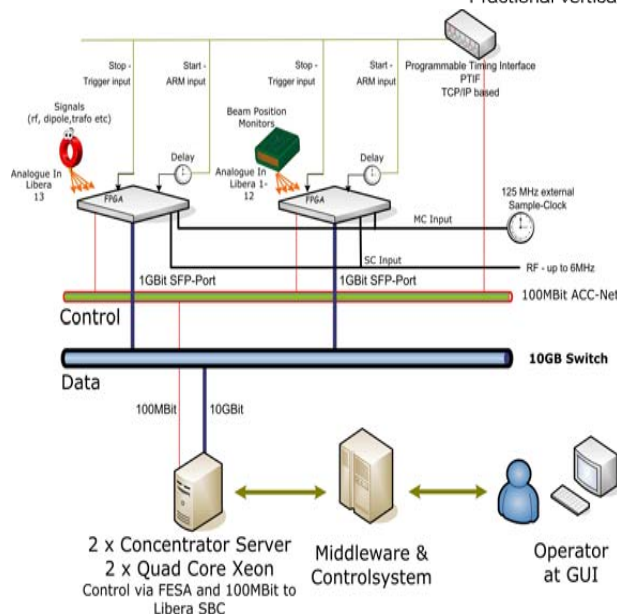 Fractional vertica
Stop -
Trigger input
Start -
ARM input
Stop -
Trigger input
Start -
ARM input
Programmable Timing Interface
PTIF
TCP/IP based
Signals
(rf, dipole,trafo etc)
Beam Position
Monitors
Delay
Delay
Analogue In
Libera
13
Analogue In
Libera 1-
12
FPGA
FPGA
125 MHz external
Sample-Clock
MC Input
SC Input
RF - up to 6MHz
1GBit SFP-Port
1GBit SFP-Port
100MBit ACC-Net
Control
10GB Switch
Data
100MBit
10GBit
2 x Concentrator Server
2 x Quad Core Xeon
Control via FESA and 100MBit to
Libera SBC
Middleware &
Controlsystem
Operator
at GUI